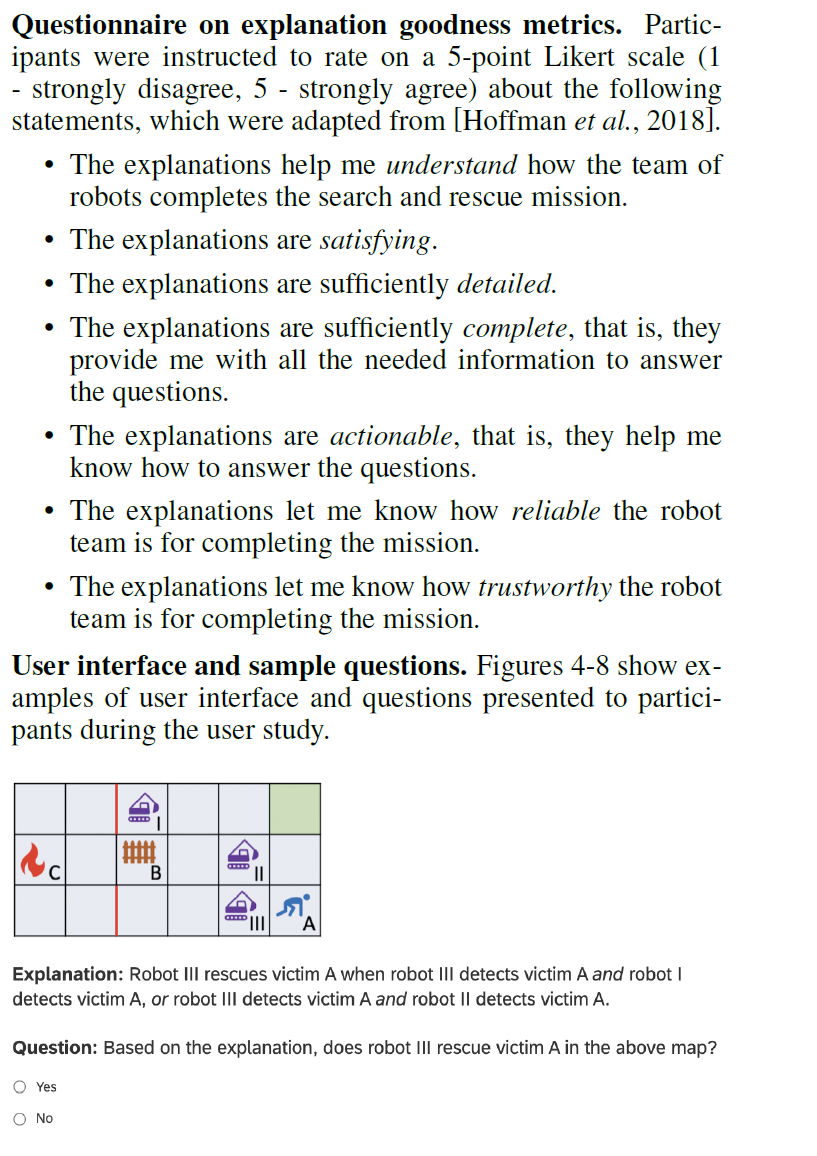 Questionnaire on explanation goodness metrics. Partic-
ipants were instructed to rate on a 5-point Likert scale (1
- strongly disagree, 5 - strongly agree) about the following
statements, which were adapted from [Hoffman et al., 2018].
• The explanations help me understand how the team of
robots completes the search and rescue mission.
• The explanations are satisfying.
• The explanations are sufficiently detailed.
• The explanations are sufficiently complete, that is, they
provide me with all the needed information to answer
the questions.
• The explanations are actionable, that is, they help me
know how to answer the questions.
• The explanations let me know how reliable the robot
team is for completing the mission.
• The explanations let me know how trustworthy the robot
team is for completing the mission.
User interface and sample questions. Figures 4-8 show ex-
amples of user interface and questions presented to partici-
pants during the user study.
I
C B II
III A
Explanation: Robot III rescues victim A when robot III detects victim A and robot I
detects victim A, or robot III detects victim A and robot II detects victim A.
Question: Based on the explanation, does robot III rescue victim A in the above map?
Yes
No